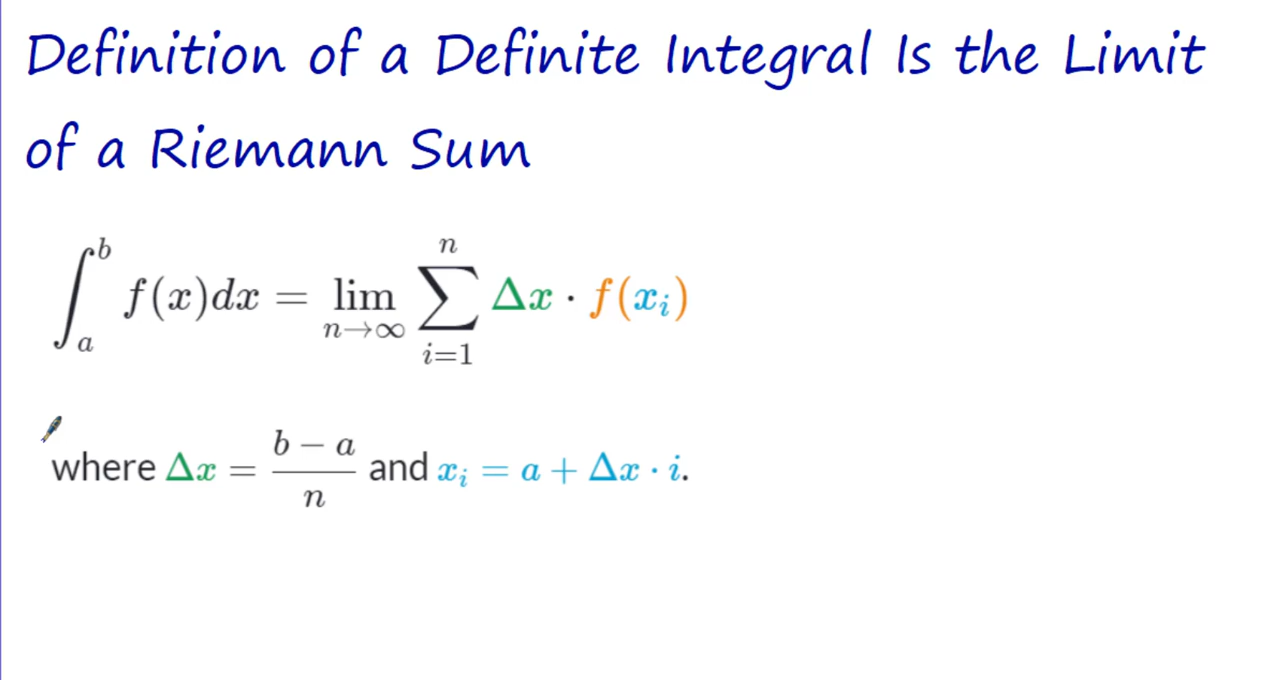 Definition of a Definite Integral Is the Limit
of a Riemann Sum
∫_a^b f(x)dx = lim_{n→∞} ∑_{i=1}^{n} Δx · f(x_i)
where Δx = (b − a)/n and x_i = a + Δx · i.